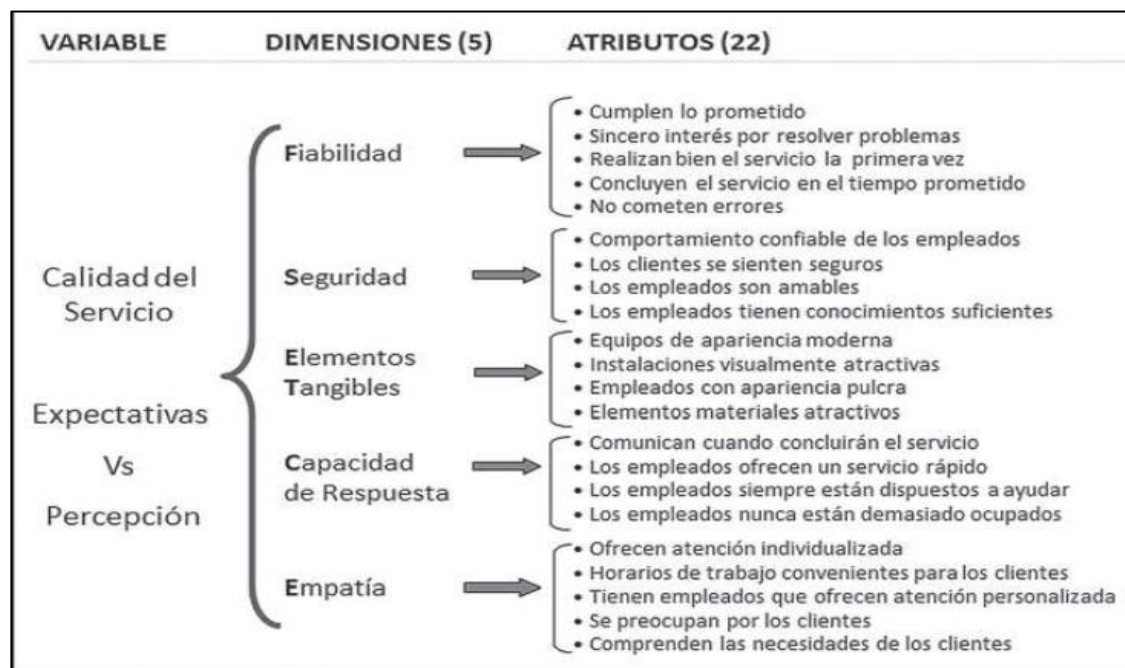 VARIABLE DIMENSIONES (5) ATRIBUTOS (22)
Calidad del
Servicio
Expectativas
Vs
Percepción
Fiabilidad
• Cumplen lo prometido
• Sincero interés por resolver problemas
• Realizan bien el servicio la primera vez
• Concluyen el servicio en el tiempo prometido
• No cometen errores
Seguridad
• Comportamiento confiable de los empleados
• Los clientes se sienten seguros
• Los empleados son amables
• Los empleados tienen conocimientos suficientes
Elementos
Tangibles
• Equipos de apariencia moderna
• Instalaciones visualmente atractivas
• Empleados con apariencia pulcra
• Elementos materiales atractivos
Capacidad
de Respuesta
• Comunican cuando concluirán el servicio
• Los empleados ofrecen un servicio rápido
• Los empleados siempre están dispuestos a ayudar
• Los empleados nunca están demasiado ocupados
Empatía
• Ofrecen atención individualizada
• Horarios de trabajo convenientes para los clientes
• Tienen empleados que ofrecen atención personalizada
• Se preocupan por los clientes
• Comprenden las necesidades de los clientes